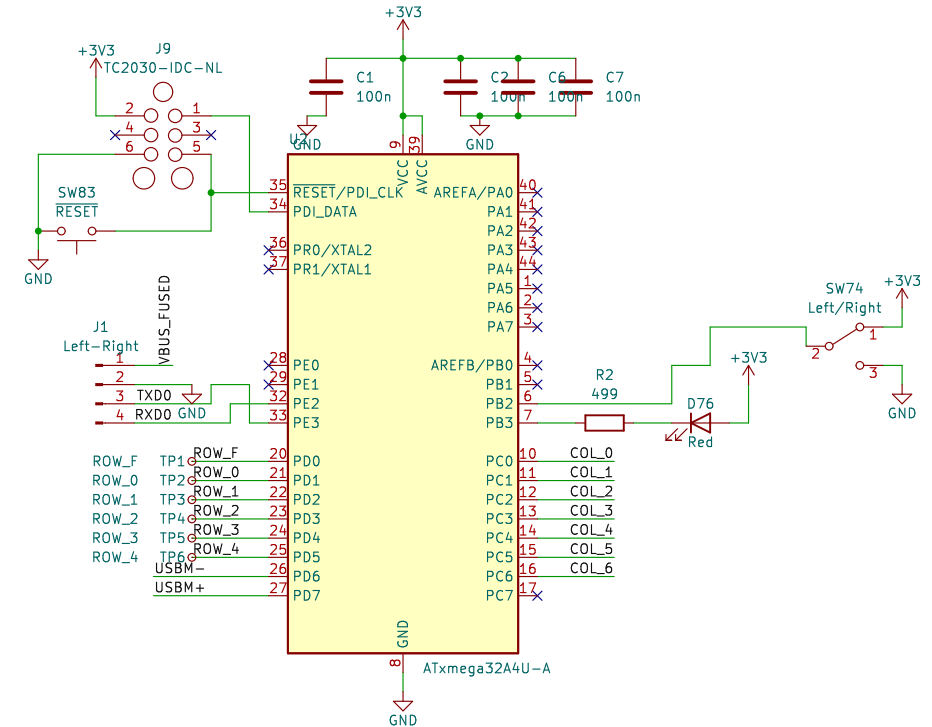 +3V3
+3V3
J9
TC2030-IDC-NL
2
1
4
3
6
5
C1
100n
C2
100n
C6
100n
C7
100n
GND
GND
U2
SW83
RESET
GND
9
VCC
39
AVCC
35 RESET/PDI_CLK
34 PDI_DATA
36 PR0/XTAL2
37 PR1/XTAL1
28 PE0
29 PE1
32 PE2
33 PE3
20 PD0
21 PD1
22 PD2
23 PD3
24 PD4
25 PD5
26 PD6
27 PD7
AREFA/PA0 40
PA1 41
PA2 42
PA3 43
PA4 44
PA5 1
PA6 2
PA7 3
AREFB/PB0 4
PB1 5
PB2 6
PB3 7
PC0 10
PC1 11
PC2 12
PC3 13
PC4 14
PC5 15
PC6 16
PC7 17
J1
Left-Right
1
VBUS_FUSED
2
GND
3 TXD0
4 RXD0
ROW_F TP1 ROW_F
ROW_0 TP2 ROW_0
ROW_1 TP3 ROW_1
ROW_2 TP4 ROW_2
ROW_3 TP5 ROW_3
ROW_4 TP6 ROW_4
USBM-
USBM+
COL_0
COL_1
COL_2
COL_3
COL_4
COL_5
COL_6
R2
499
D76
Red
+3V3
SW74
Left/Right
+3V3
1
2
3
GND
GND
8
GND
ATxmega32A4U-A